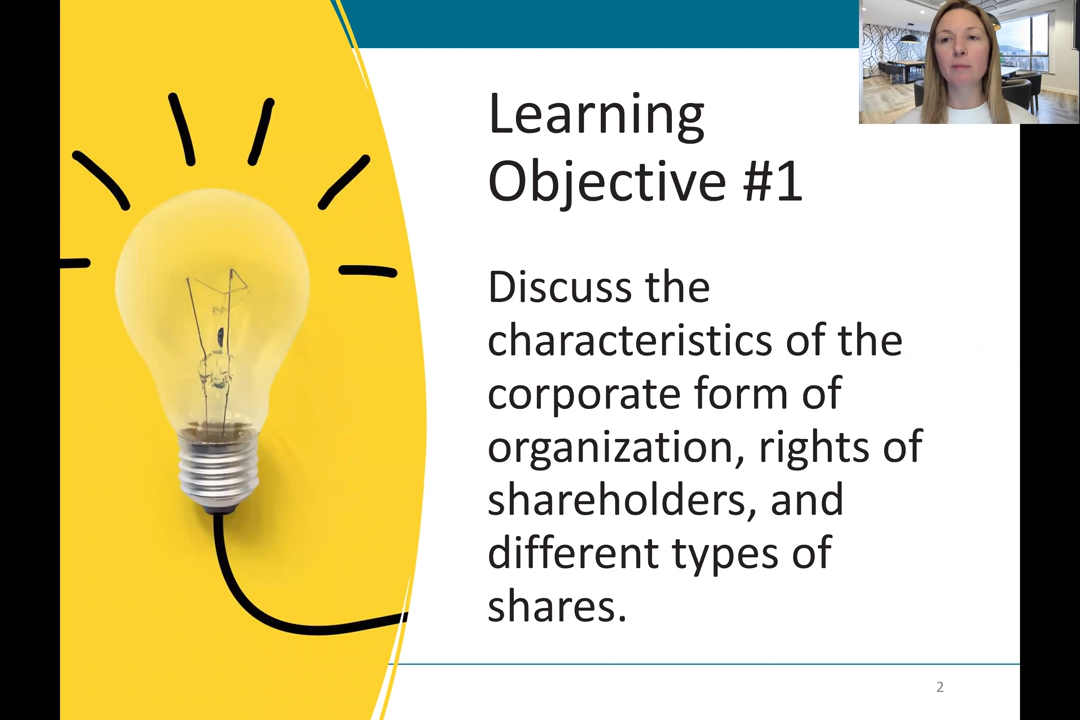 Learning
Objective #1
Discuss the
characteristics of the
corporate form of
organization, rights of
shareholders, and
different types of
shares.
2